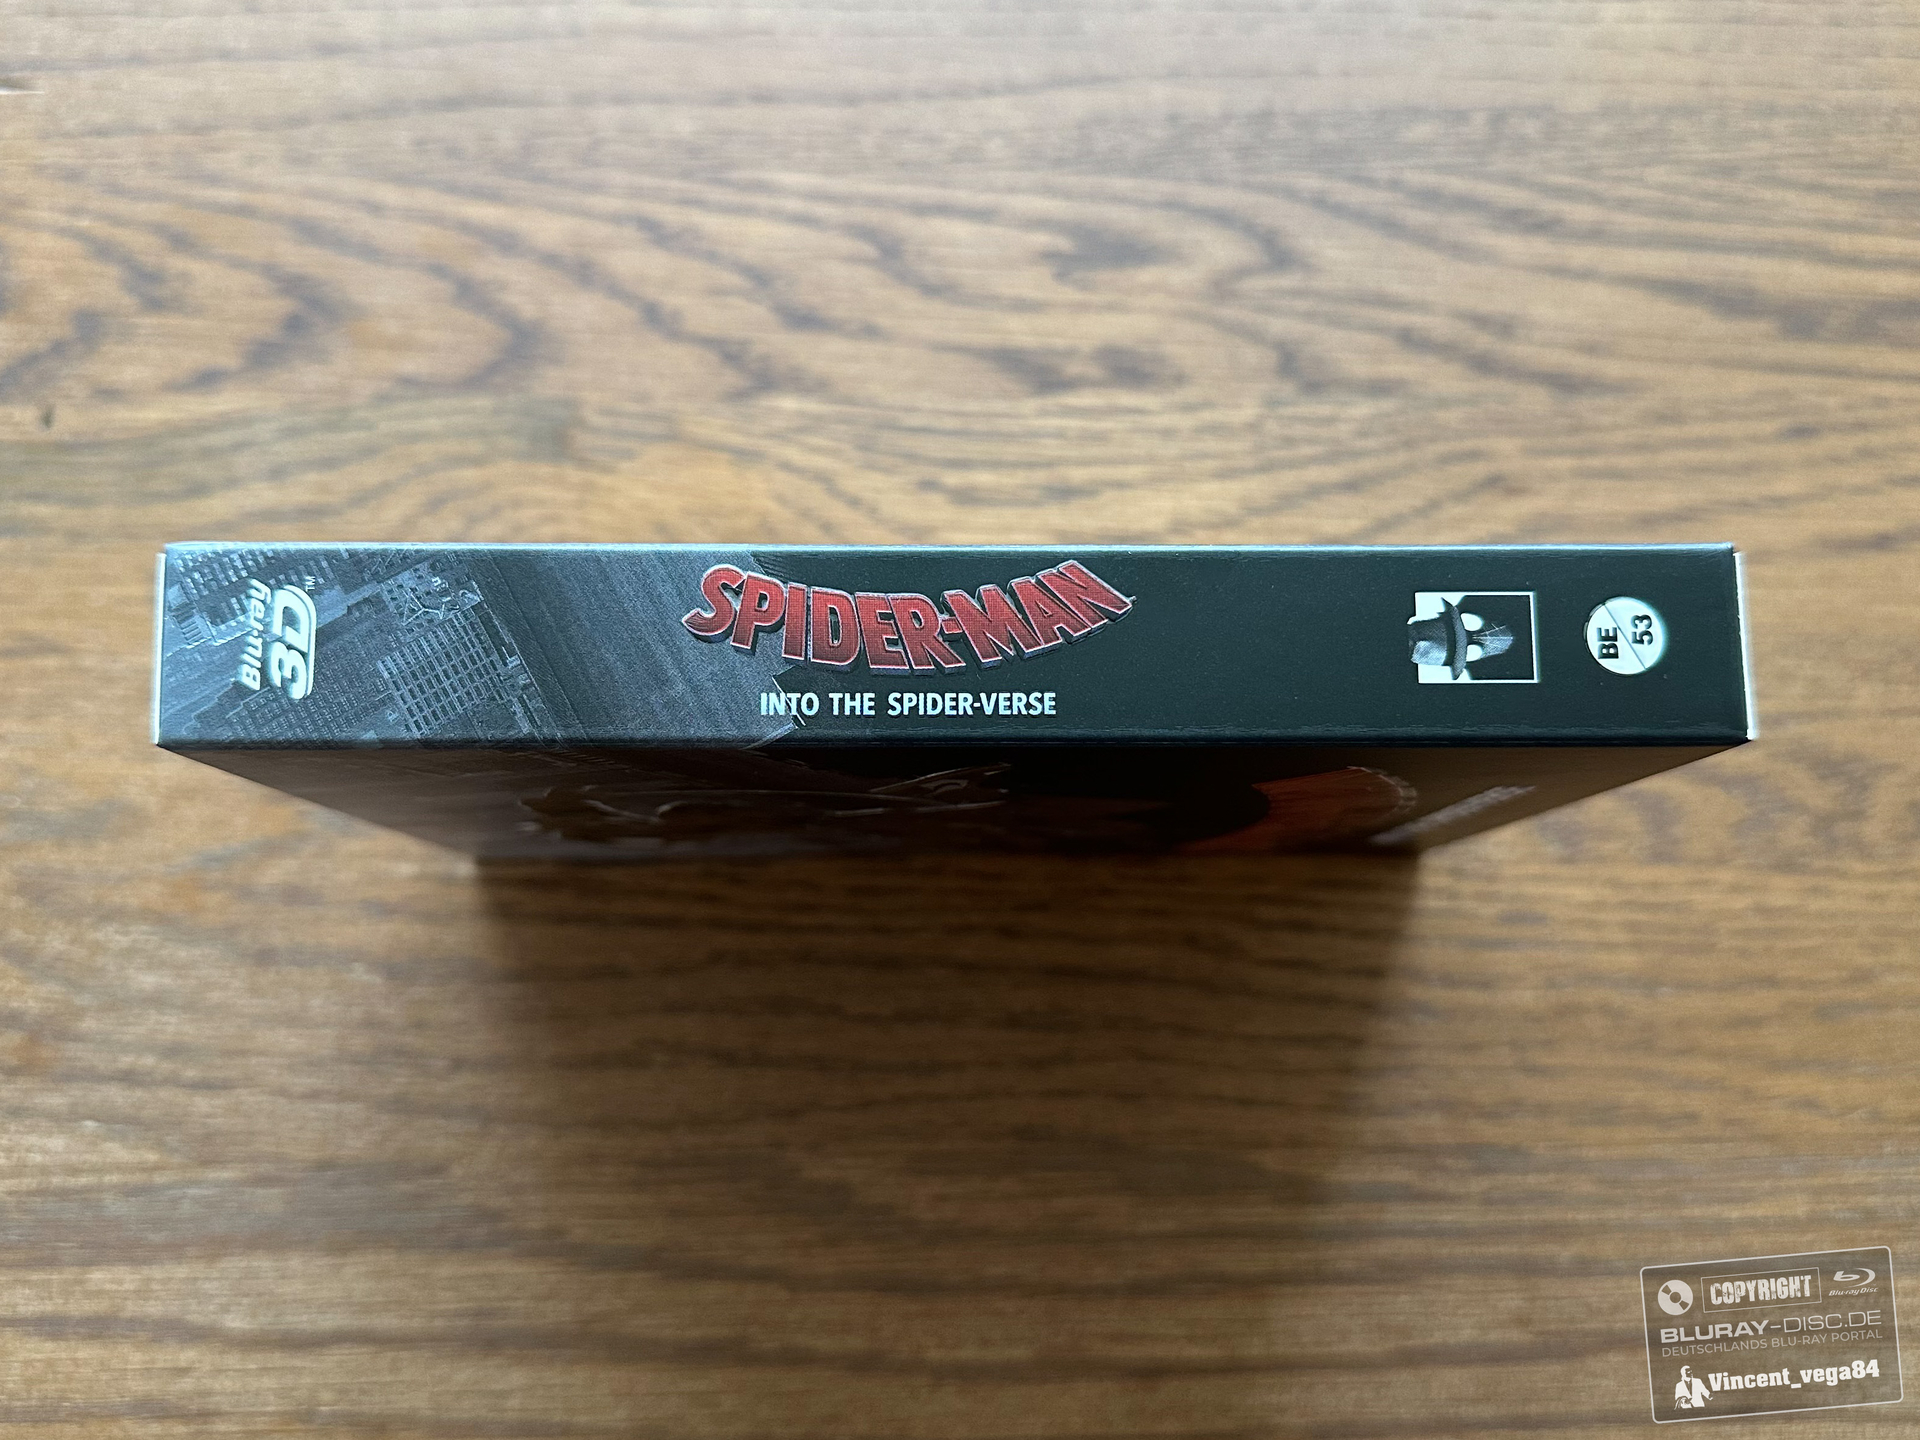 Blu-ray
3D™
SPIDER-MAN
INTO THE SPIDER-VERSE
BE
53
COPYRIGHT
Blu-ray Disc
BLURAY-DISC.DE
DEUTSCHLANDS BLU-RAY PORTAL
Vincent_vega84